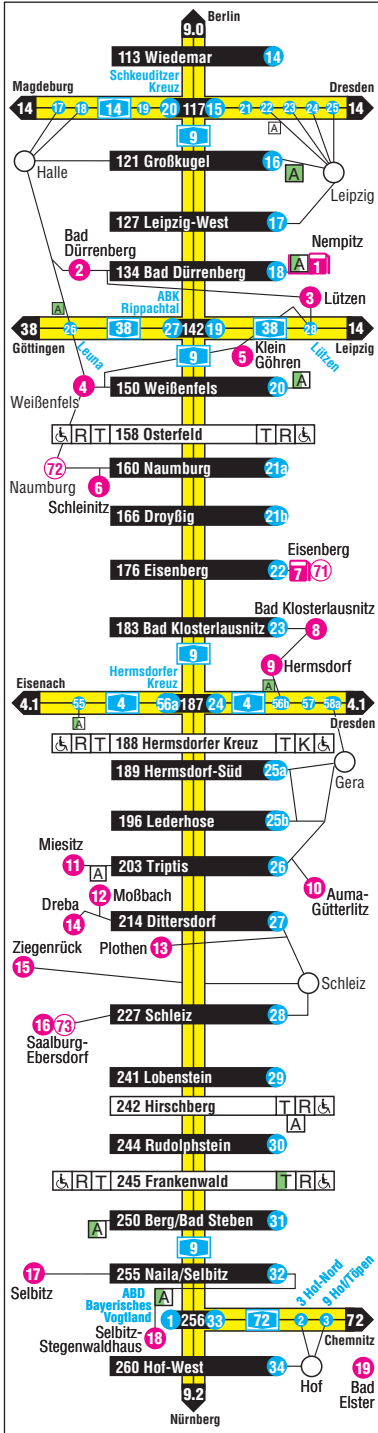 Berlin
9.0
113 Wiedemar 14
Schkeuditzer
Kreuz
Magdeburg
Dresden
14 17 18 14 19 20 117 15 21 22 23 24 25 14
A
9
Halle
121 Großkugel 16
A
Leipzig
127 Leipzig-West 17
Bad
Dürrenberg
2
Nempitz
134 Bad Dürrenberg 18 A 1
3 Lützen
ABK
Rippachtal
A
38 26 38 27 142 19 38 28 14
Göttingen
Leuna
Lützen
Leipzig
9
5 Klein
Göhren
4
Weißenfels
150 Weißenfels 20 A
R T 158 Osterfeld T R
72
Naumburg
160 Naumburg 21a
6
Schleinitz
166 Droyßig 21b
Eisenberg
176 Eisenberg 22 7 71
Bad Klosterlausnitz
183 Bad Klosterlausnitz 23 8
9
9 Hermsdorf
Hermsdorfer
Kreuz
A
Eisenach
4.1 55 4 56a 187 24 4 56b 57 58a 4.1
Dresden
A
R T 188 Hermsdorfer Kreuz T K
Gera
189 Hermsdorf-Süd 25a
196 Lederhose 25b
Miesitz
11
A
203 Triptis 26
10
Auma-
Gütterlitz
12 Moßbach
Dreba
14
214 Dittersdorf 27
Plothen 13
Ziegenrück
15
Schleiz
16 73
Saalburg-
Ebersdorf
227 Schleiz 28
241 Lobenstein 29
242 Hirschberg T R
A
244 Rudolphstein 30
R T 245 Frankenwald T R
A
250 Berg/Bad Steben 31
9
17
Selbitz
255 Naila/Selbitz 32
ABD
Bayerisches
Vogtland
A
3 Hof-Nord
9 Hof/Töpen
1 256 33 72 2 3 72
Chemnitz
Selbitz-
Stegenwaldhaus
18
260 Hof-West 34
Hof
19
Bad
Elster
9.2
Nürnberg